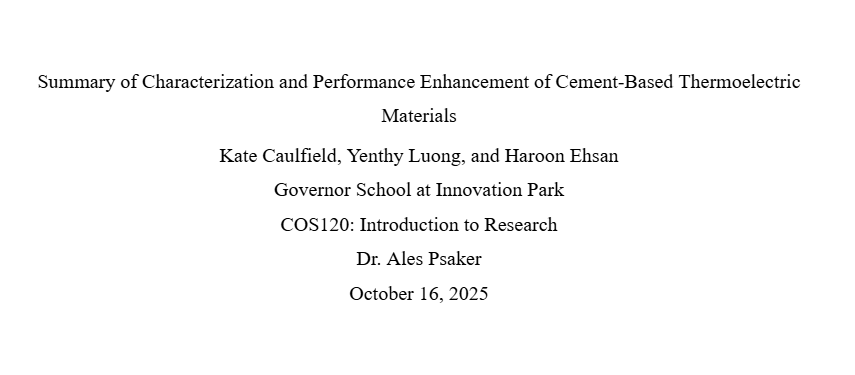 Summary of Characterization and Performance Enhancement of Cement-Based Thermoelectric
Materials
Kate Caulfield, Yenthy Luong, and Haroon Ehsan
Governor School at Innovation Park
COS120: Introduction to Research
Dr. Ales Psaker
October 16, 2025